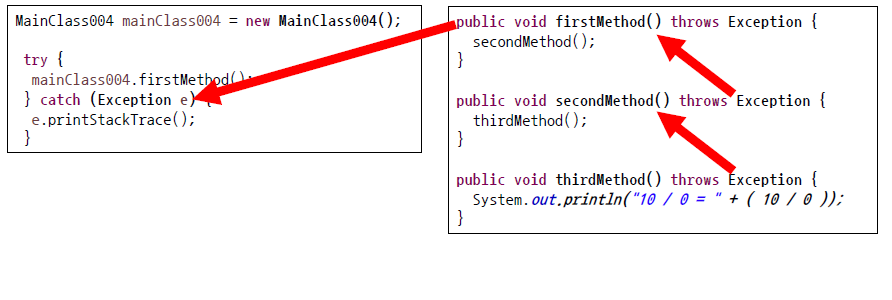 MainClass004 mainClass004 = new MainClass004();
try {
mainClass004.firstMethod();
} catch (Exception e) {
e.printStackTrace();
}
public void firstMethod() throws Exception {
secondMethod();
}
public void secondMethod() throws Exception {
thirdMethod();
}
public void thirdMethod() throws Exception {
System.out.println("10 / 0 = " + ( 10 / 0 ));
}